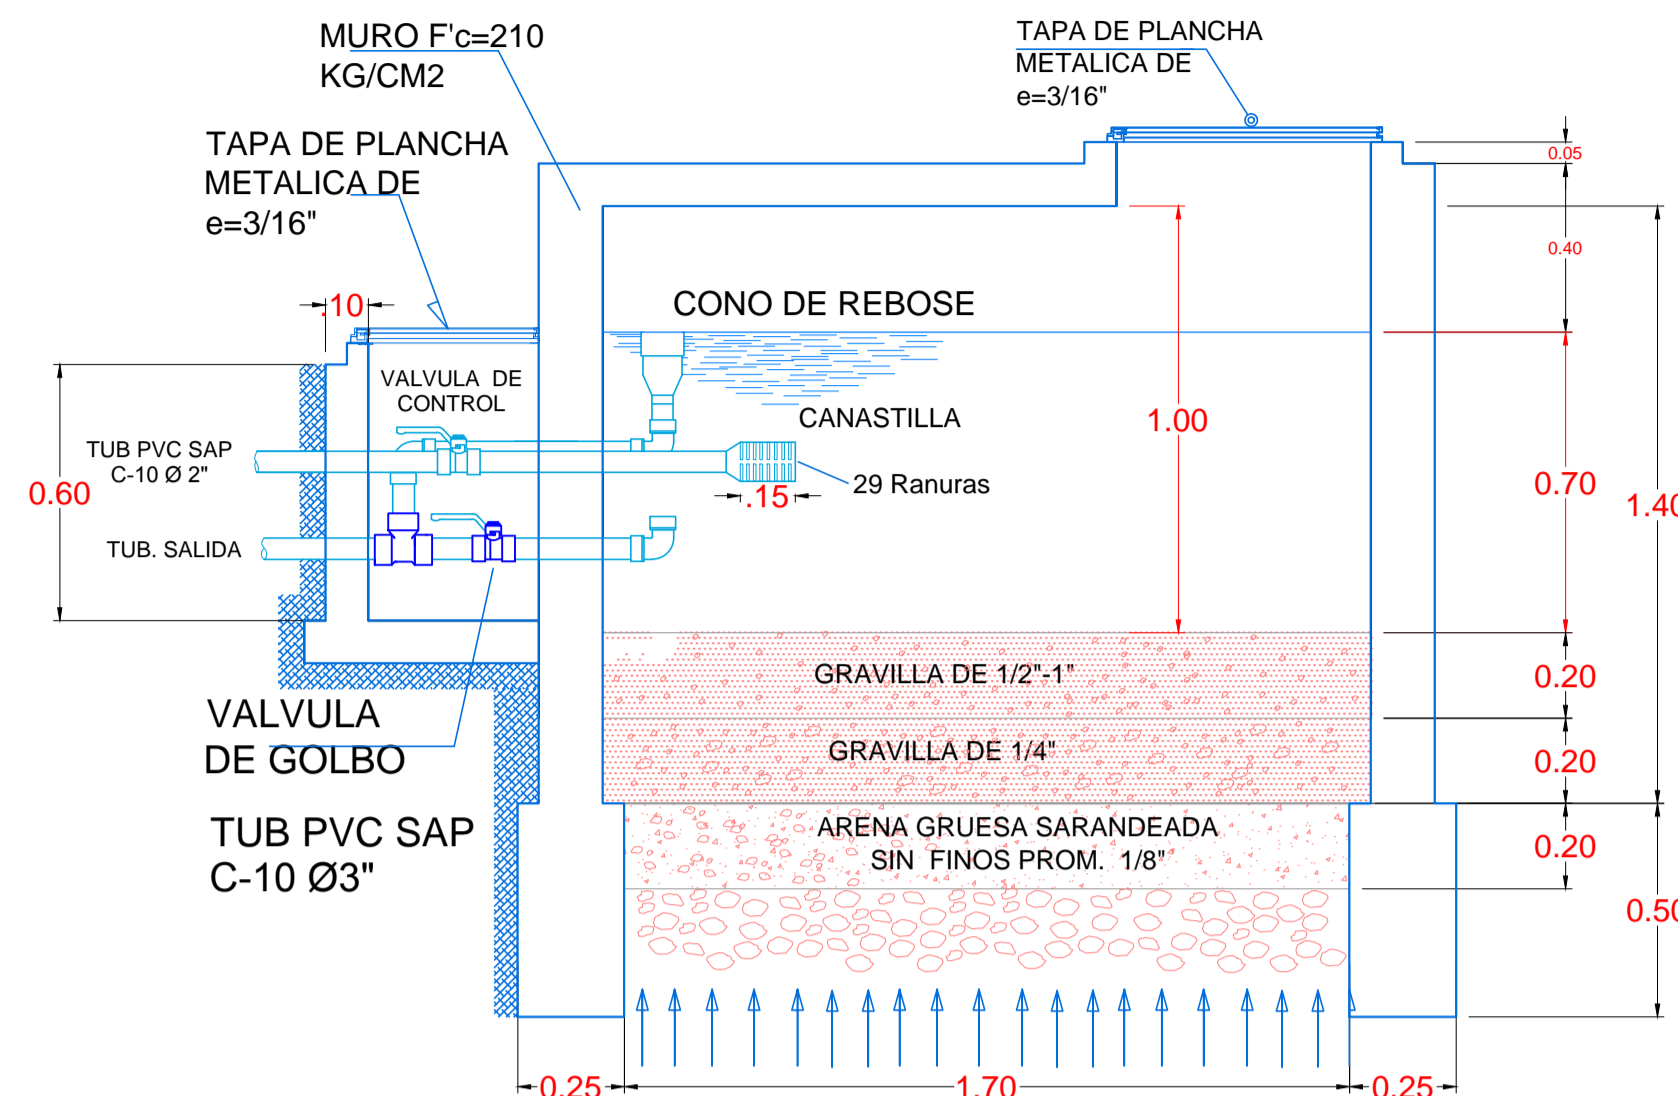 MURO F'c=210
KG/CM2
TAPA DE PLANCHA
METALICA DE
e=3/16"
TAPA DE PLANCHA
METALICA DE
e=3/16"
0.05
0.40
.10
CONO DE REBOSE
VALVULA DE
CONTROL
CANASTILLA
1.00
TUB PVC SAP
C-10 Ø 2"
0.60
.15
29 Ranuras
0.70
1.40
TUB. SALIDA
GRAVILLA DE 1/2"-1"
0.20
VALVULA
DE GOLBO
GRAVILLA DE 1/4"
0.20
TUB PVC SAP
C-10 Ø3"
ARENA GRUESA SARANDEADA
SIN FINOS PROM. 1/8"
0.20
0.50
0.25
1.70
0.25